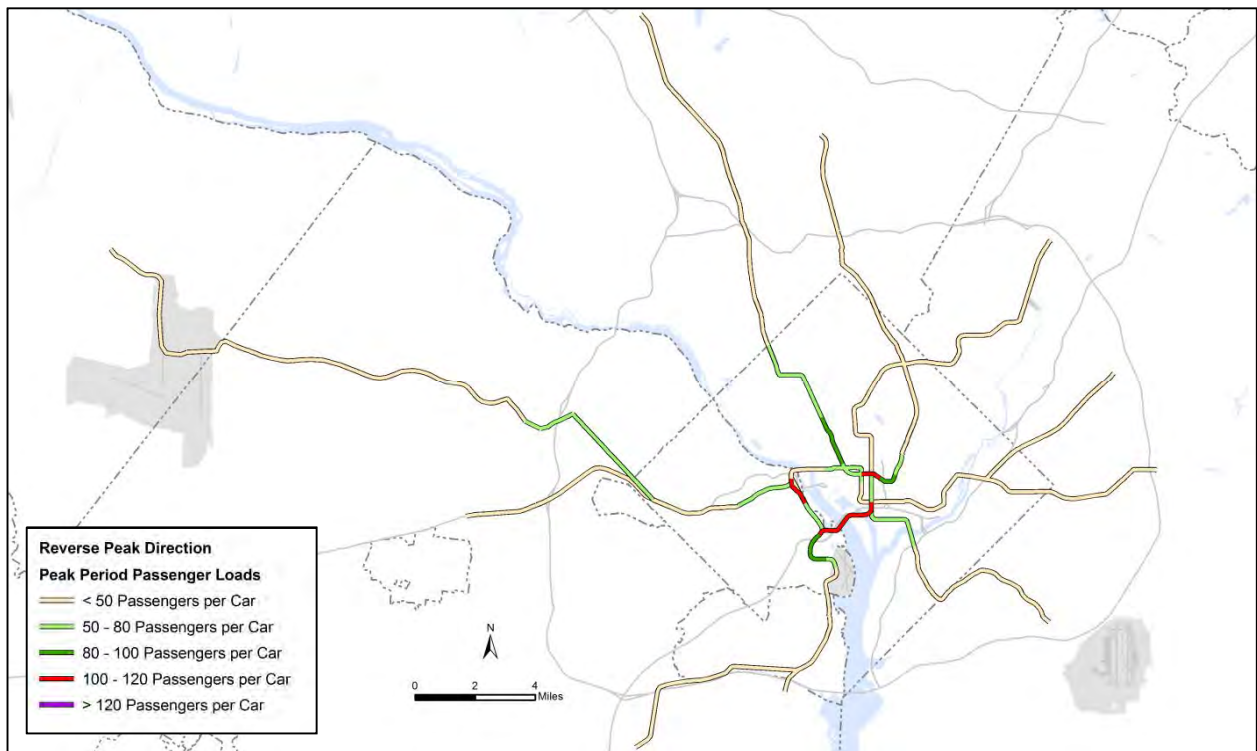 Reverse Peak Direction
Peak Period Passenger Loads
< 50 Passengers per Car
50 - 80 Passengers per Car
80 - 100 Passengers per Car
100 - 120 Passengers per Car
> 120 Passengers per Car
N
0 2 4
Miles